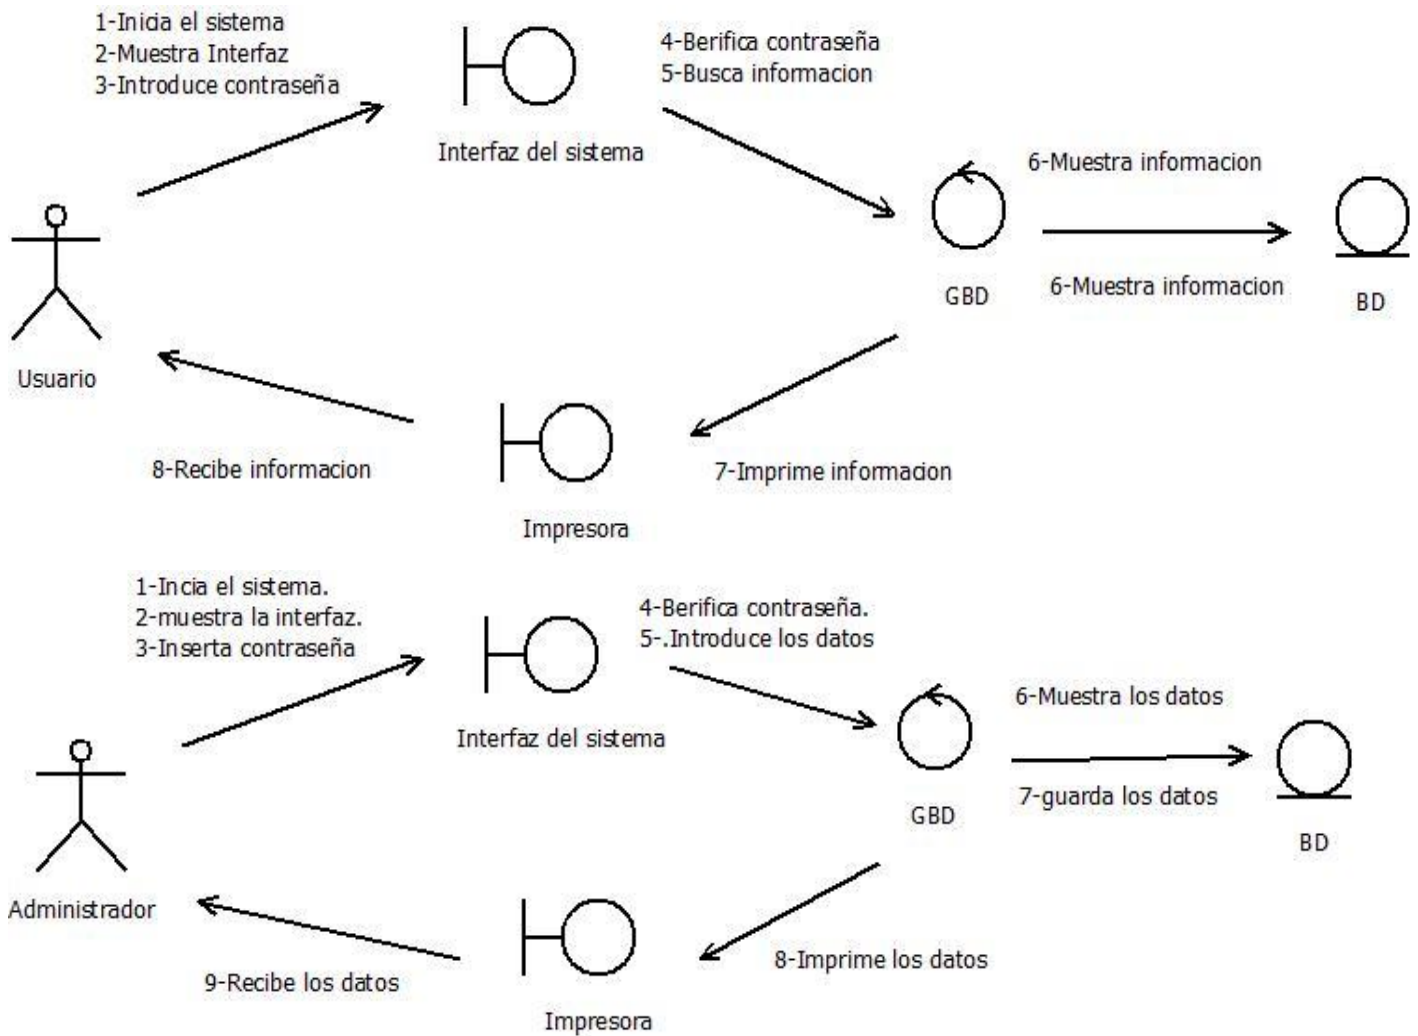 1-Inicia el sistema
2-Muestra Interfaz
3-Introduce contraseña
Interfaz del sistema
4-Berifica contraseña
5-Busca informacion
GBD
6-Muestra informacion
6-Muestra informacion
BD
Usuario
8-Recibe informacion
Impresora
7-Imprime informacion
1-Incia el sistema.
2-muestra la interfaz.
3-Inserta contraseña
Interfaz del sistema
4-Berifica contraseña.
5-.Introduce los datos
GBD
6-Muestra los datos
7-guarda los datos
BD
Administrador
9-Recibe los datos
Impresora
8-Imprime los datos